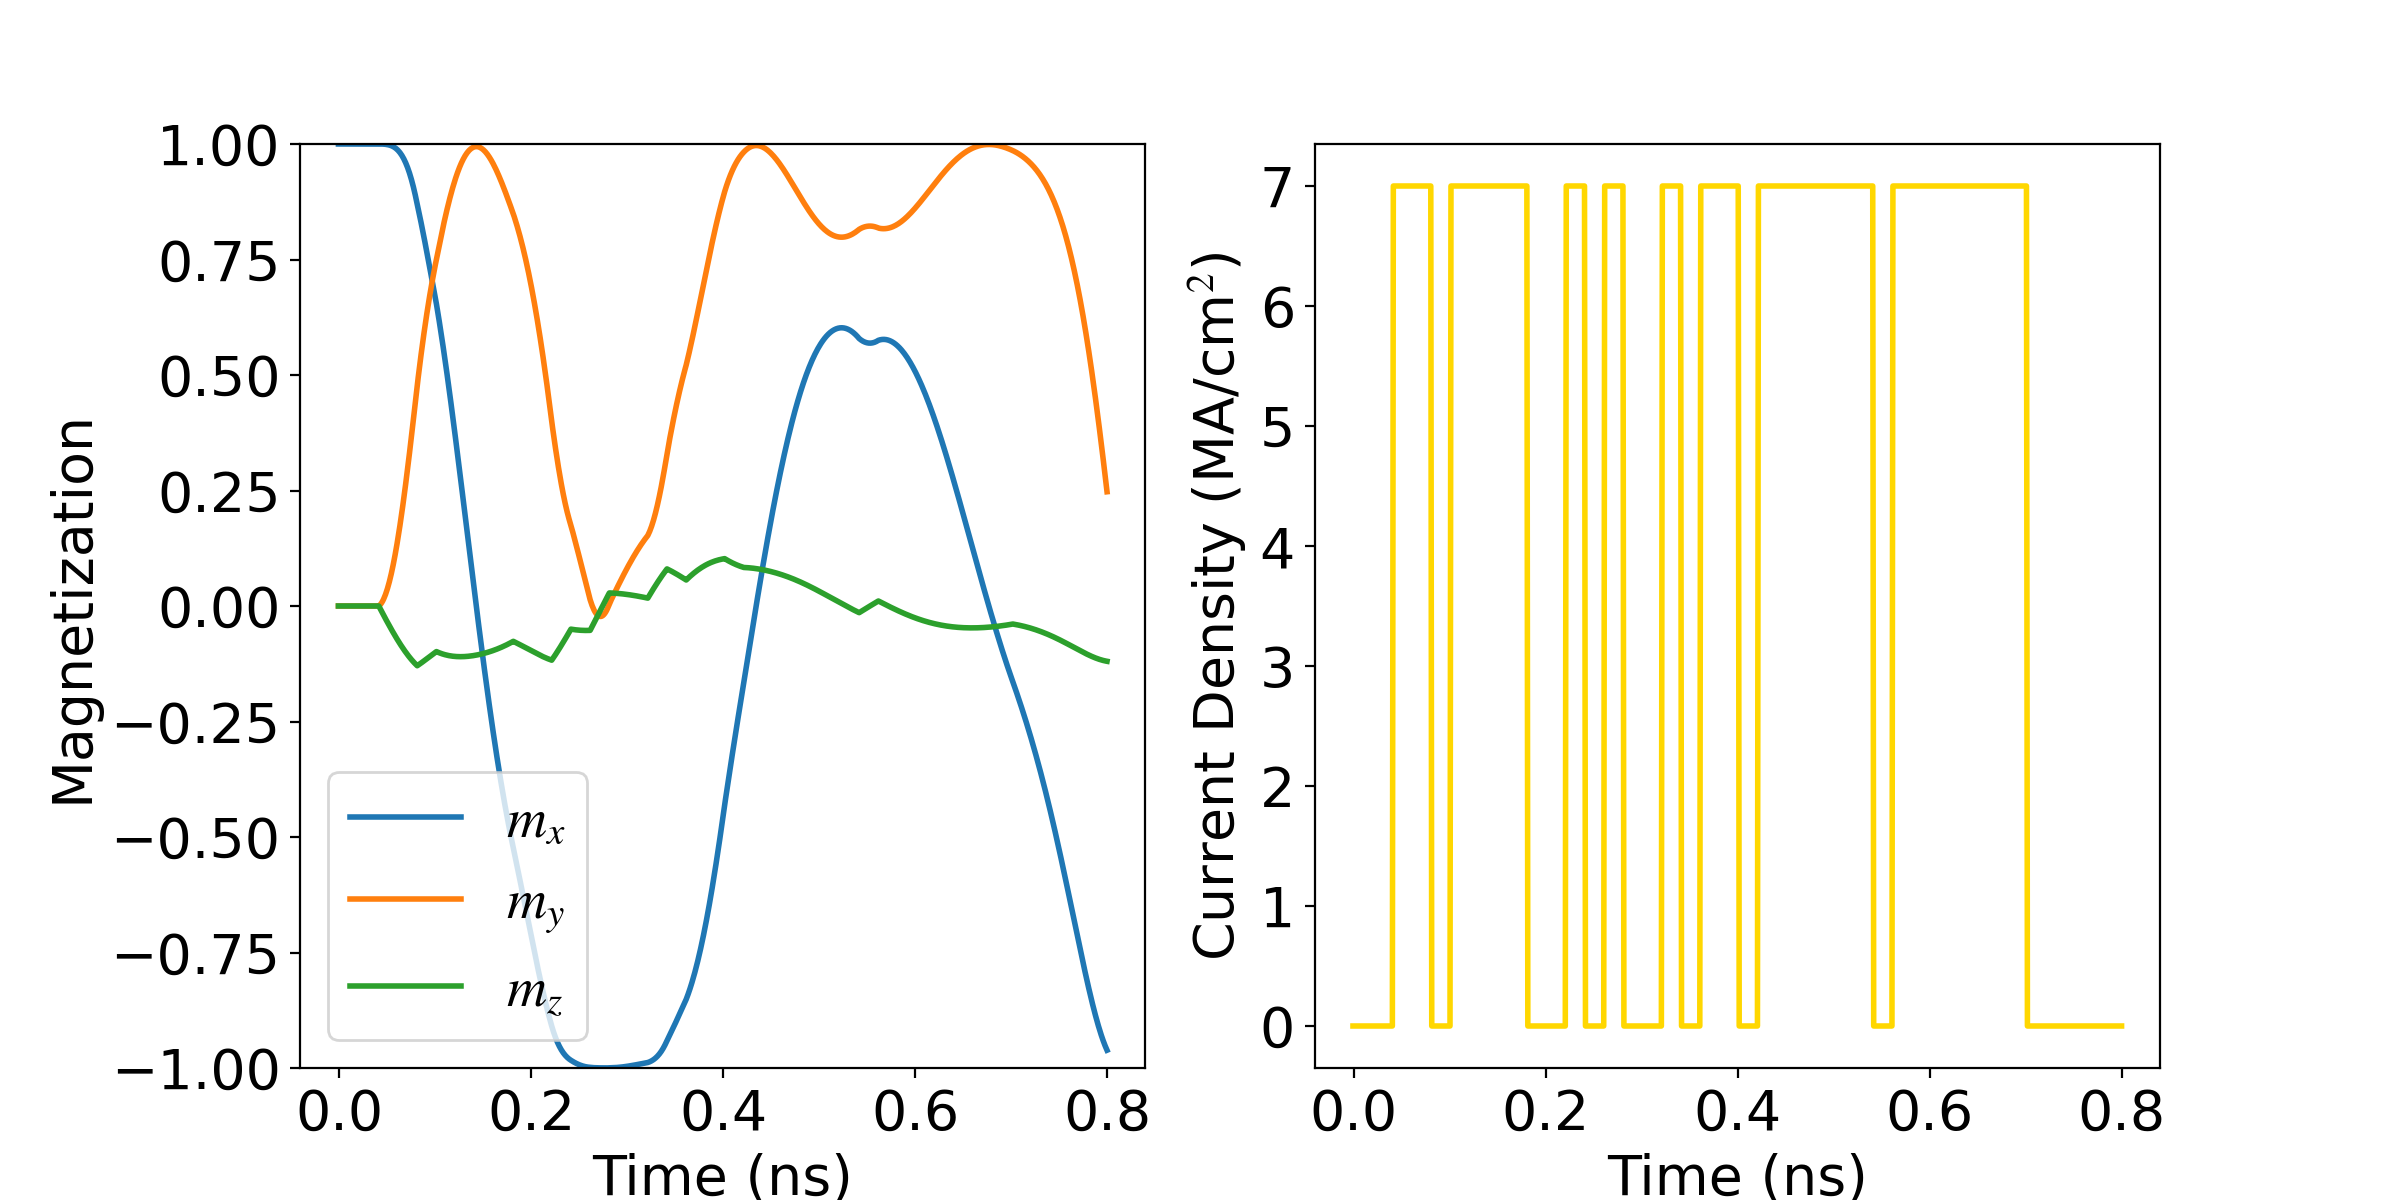 Magnetization
1.00
0.75
0.50
0.25
0.00
−0.25
−0.50
−0.75
−1.00
m_x
m_y
m_z
0.0 0.2 0.4 0.6 0.8
Time (ns)
Current Density (MA/cm²)
7
6
5
4
3
2
1
0
0.0 0.2 0.4 0.6 0.8
Time (ns)